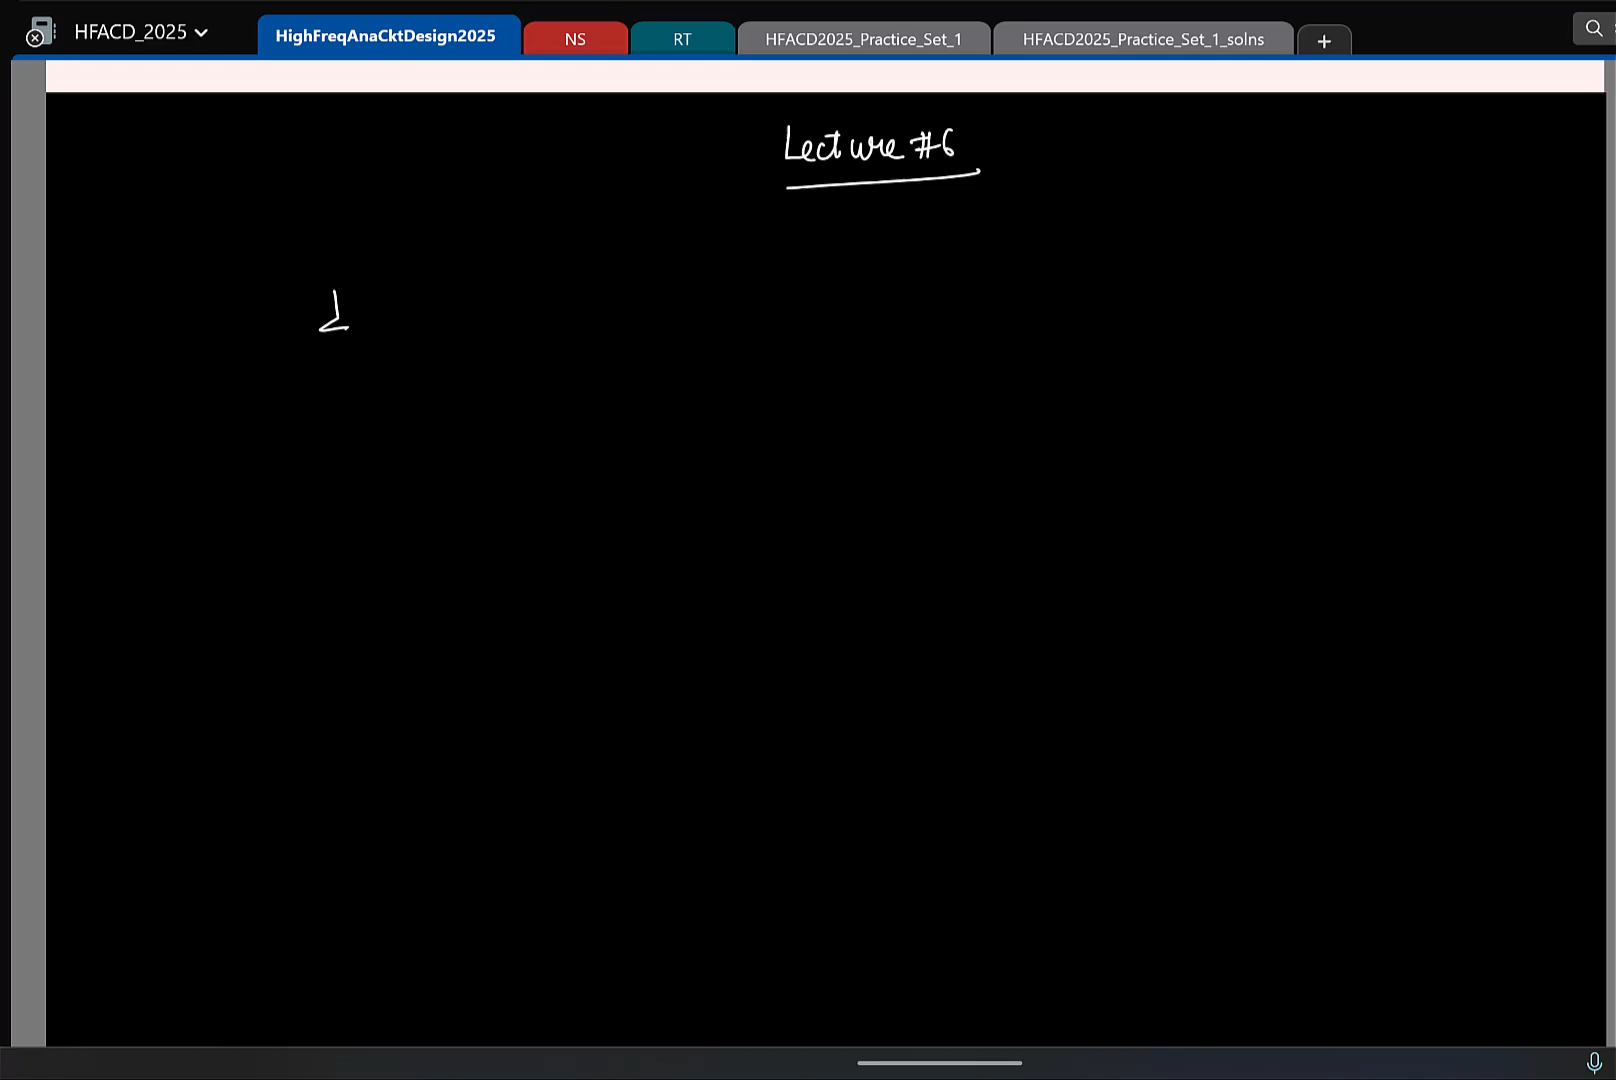 HFACD_2025
HighFreqAnaCktDesign2025
NS
RT
HFACD2025_Practice_Set_1
HFACD2025_Practice_Set_1_solns
Lecture #6